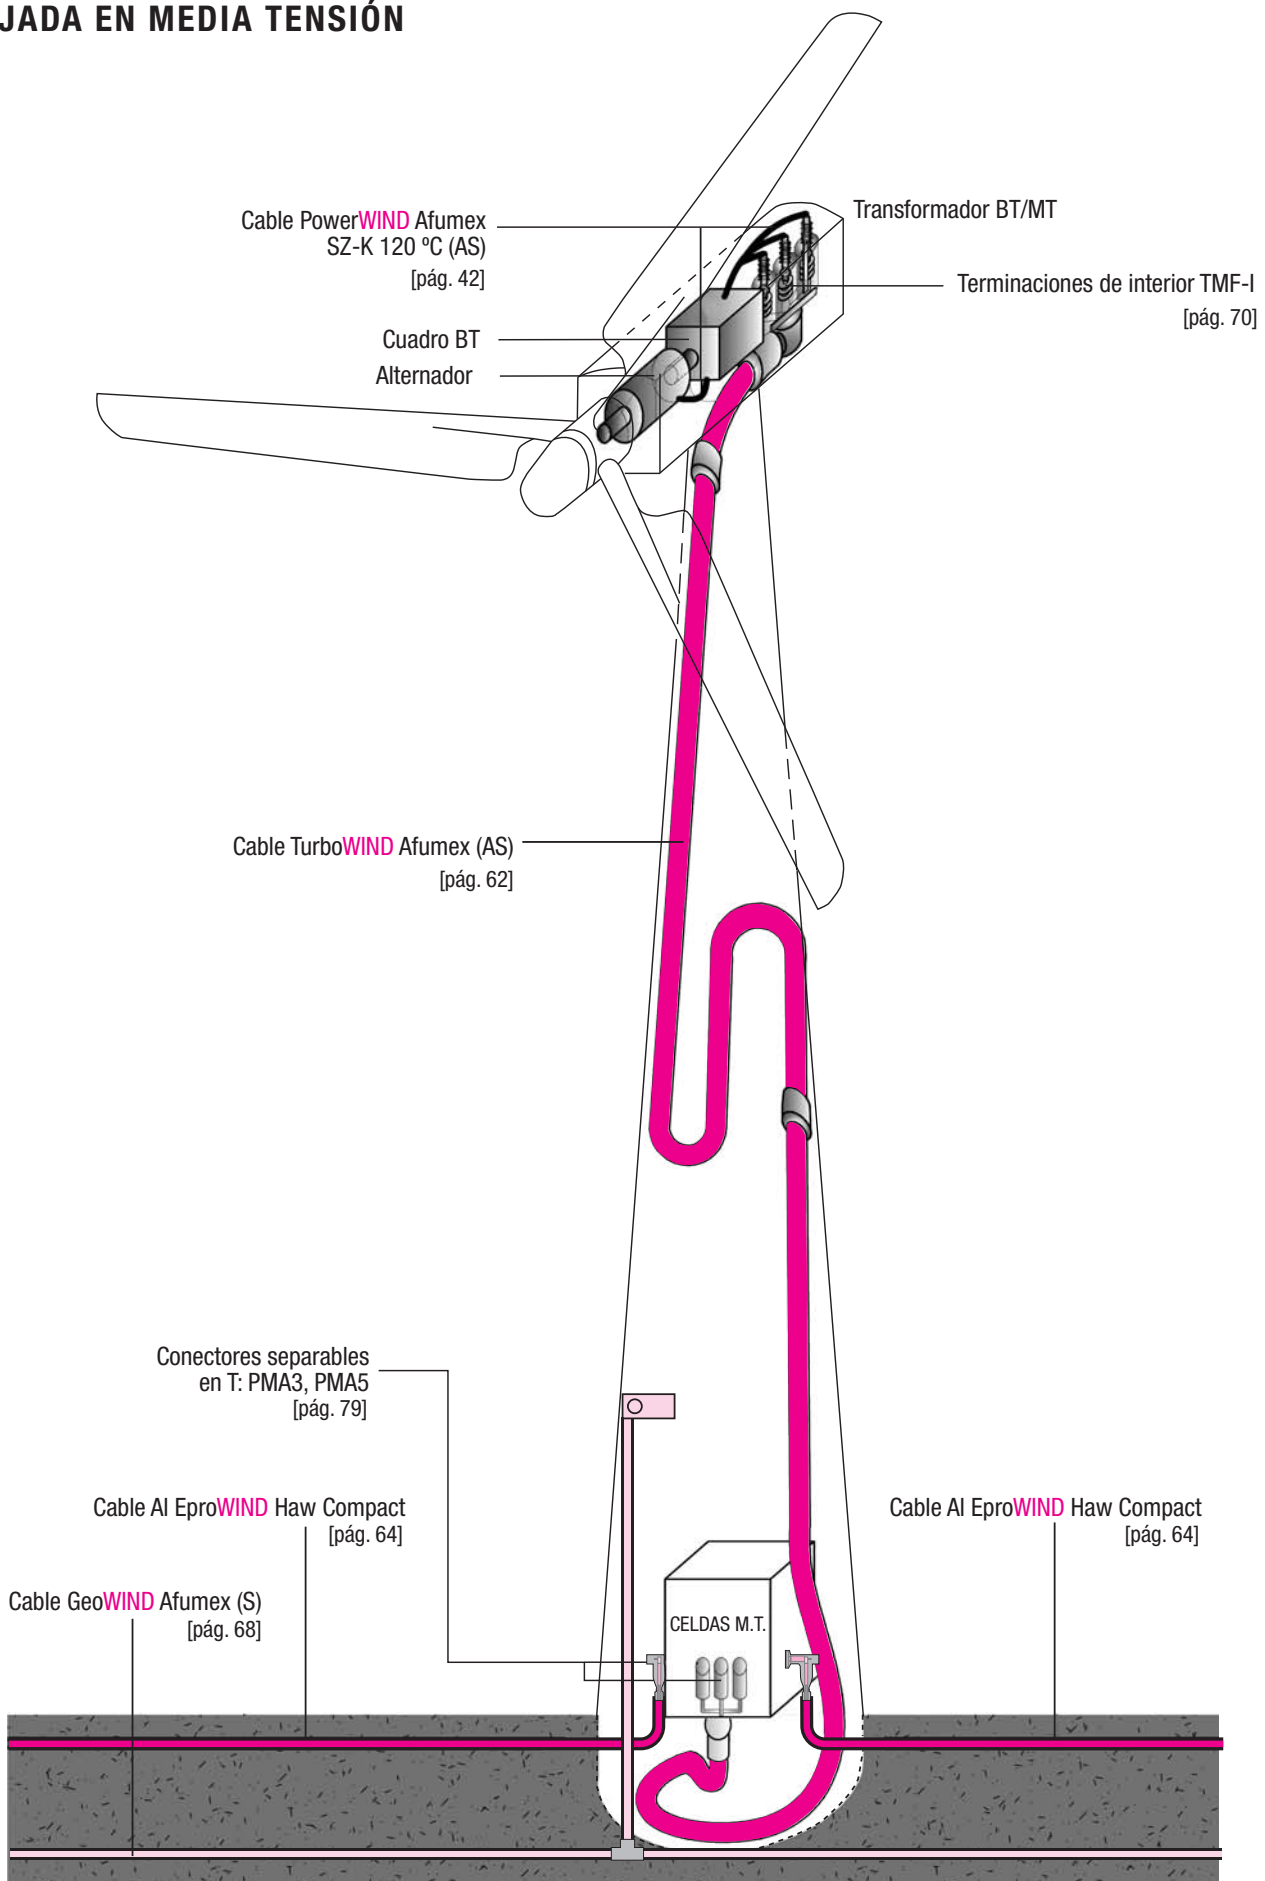 JADA EN MEDIA TENSIÓN
Cable PowerWIND Afumex
SZ-K 120 ºC (AS)
[pág. 42]
Transformador BT/MT
Terminaciones de interior TMF-I
[pág. 70]
Cuadro BT
Alternador
Cable TurboWIND Afumex (AS)
[pág. 62]
Conectores separables
en T: PMA3, PMA5
[pág. 79]
Cable Al EproWIND Haw Compact
[pág. 64]
Cable Al EproWIND Haw Compact
[pág. 64]
Cable GeoWIND Afumex (S)
[pág. 68]
CELDAS M.T.